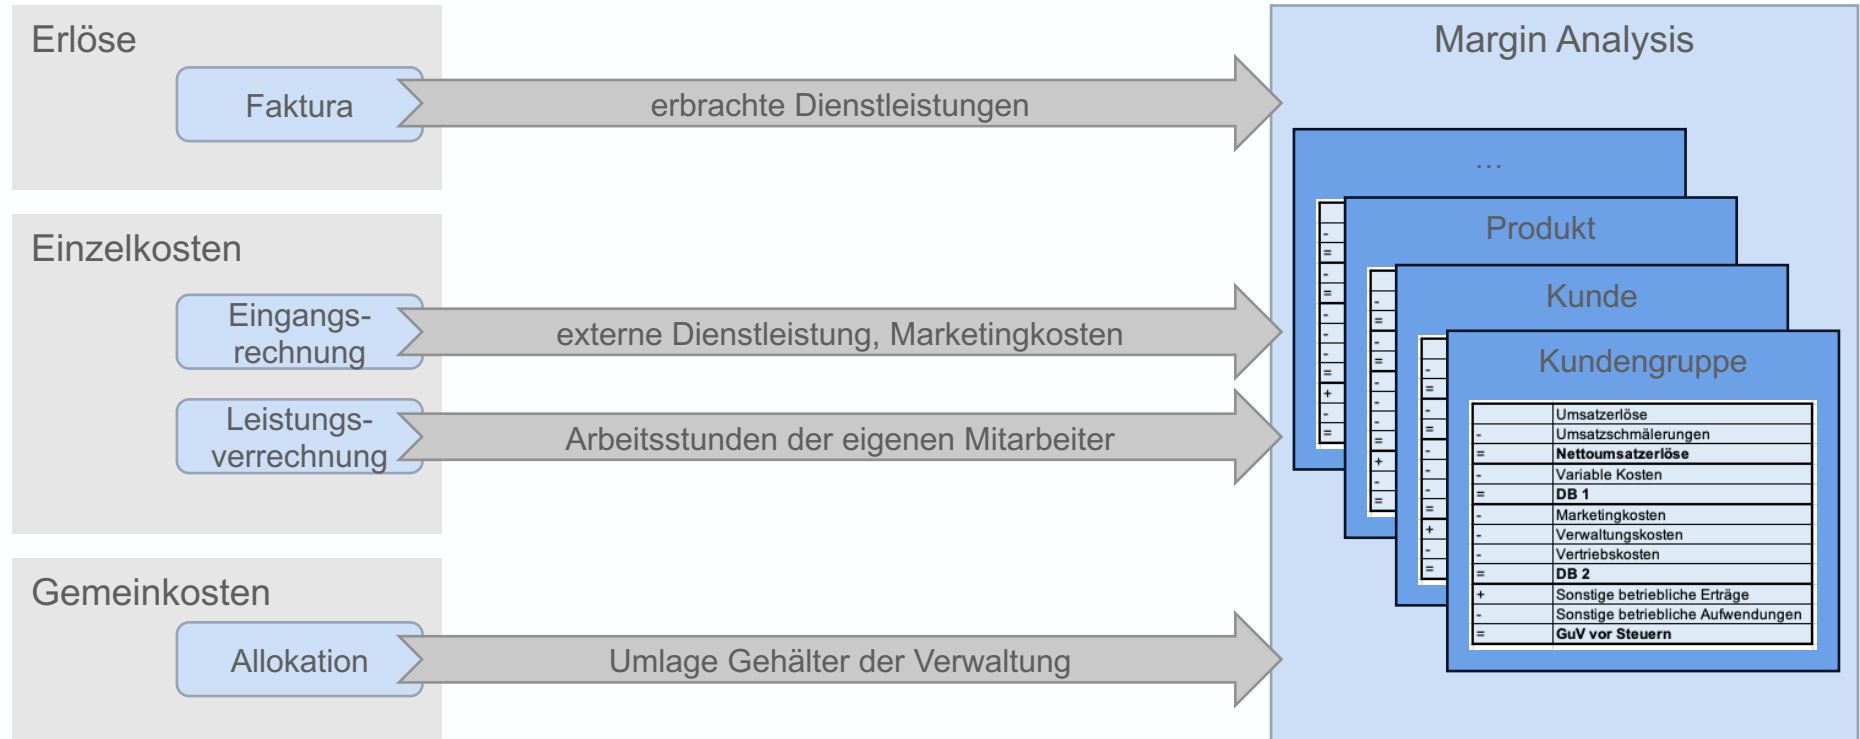 Erlöse
Faktura
erbrachte Dienstleistungen
Einzelkosten
Eingangs-
rechnung
externe Dienstleistung, Marketingkosten
Leistungs-
verrechnung
Arbeitsstunden der eigenen Mitarbeiter
Gemeinkosten
Allokation
Umlage Gehälter der Verwaltung
Margin Analysis
...
-
=
-
=
-
-
-
=
+
-
=
Produkt
-
=
-
=
-
-
-
=
+
-
=
Kunde
-
=
-
=
-
-
-
=
+
-
=
Kundengruppe
Umsatzerlöse
- Umsatzschmälerungen
= Nettoumsatzerlöse
- Variable Kosten
= DB 1
- Marketingkosten
- Verwaltungskosten
- Vertriebskosten
= DB 2
+ Sonstige betriebliche Erträge
- Sonstige betriebliche Aufwendungen
= GuV vor Steuern